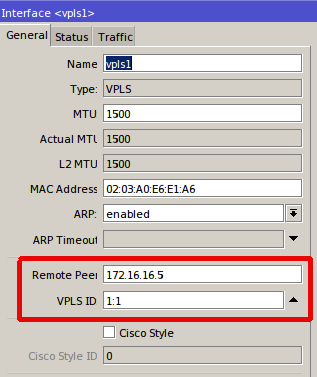 Interface <vpls1>
General Status Traffic
Name vpls1
Type: VPLS
MTU 1500
Actual MTU 1500
L2 MTU 1500
MAC Address 02:03:A0:E6:E1:A6
ARP: enabled
ARP Timeout
Remote Peer 172.16.16.5
VPLS ID 1:1
Cisco Style
Cisco Style ID 0